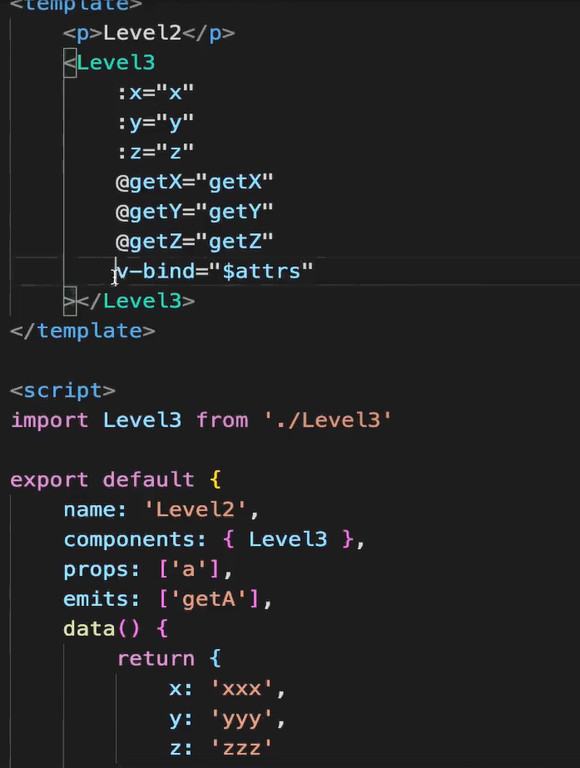 <template>
<p>Level2</p>
<Level3
:x="x"
:y="y"
:z="z"
@getX="getX"
@getY="getY"
@getZ="getZ"
v-bind="$attrs"
></Level3>
</template>
<script>
import Level3 from './Level3'
export default {
name: 'Level2',
components: { Level3 },
props: ['a'],
emits: ['getA'],
data() {
return {
x: 'xxx',
y: 'yyy',
z: 'zzz'